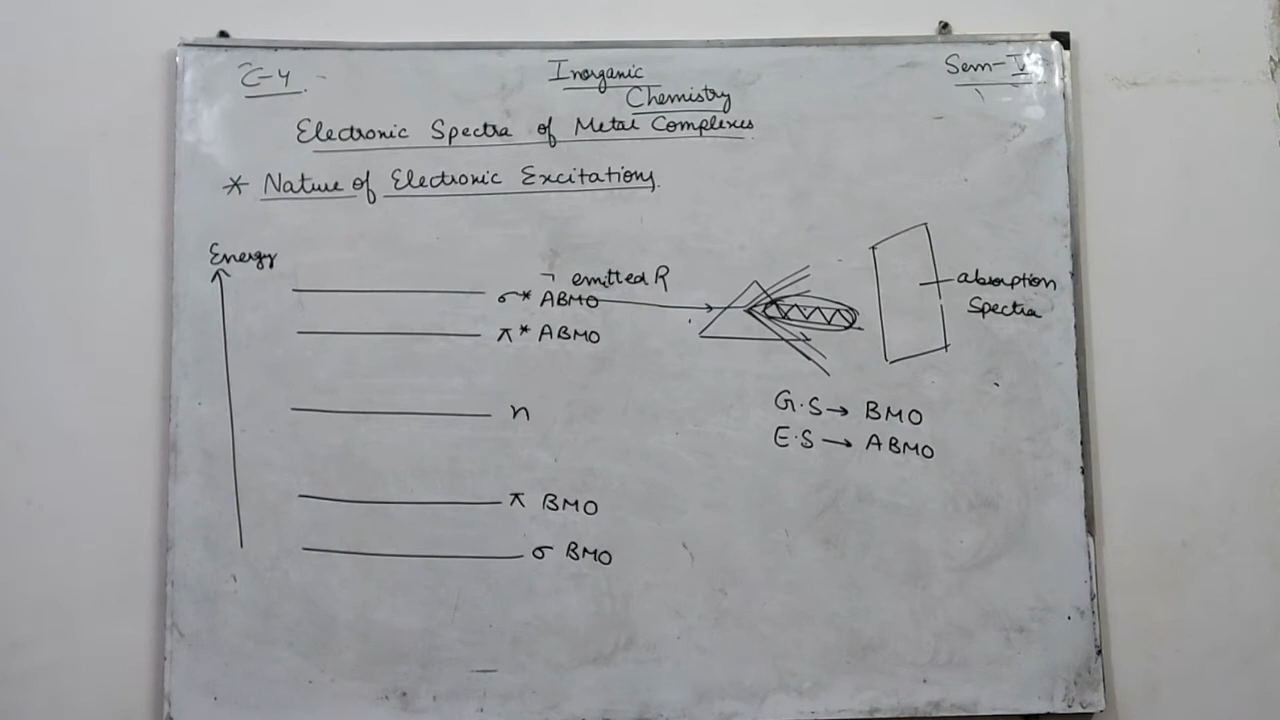 C-4
Inorganic
Chemistry
Sem-V
Electronic Spectra of Metal Complexes
* Nature of Electronic Excitations.
Energy
emitted R
σ* ABMO
π* ABMO
n
π BMO
σ BMO
absorption
Spectra
G.S → BMO
E.S → ABMO